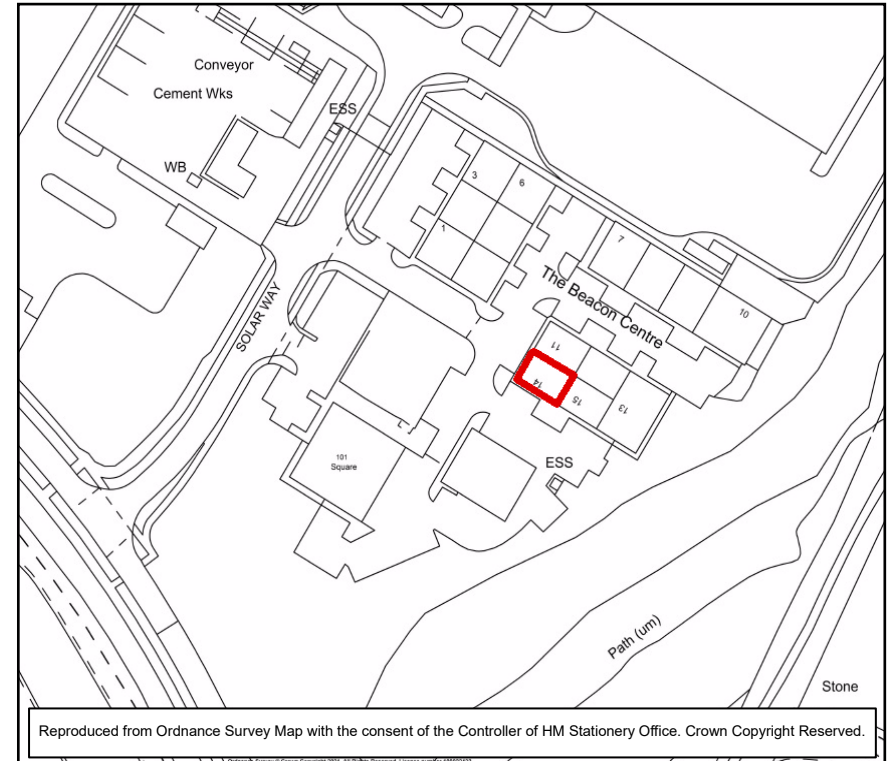 Conveyor
Cement Wks
ESS
WB
3
6
1
7
The Beacon Centre
10
SOLAR WAY
11
14
15
13
101
Square
ESS
Path (um)
Stone
Reproduced from Ordnance Survey Map with the consent of the Controller of HM Stationery Office. Crown Copyright Reserved.